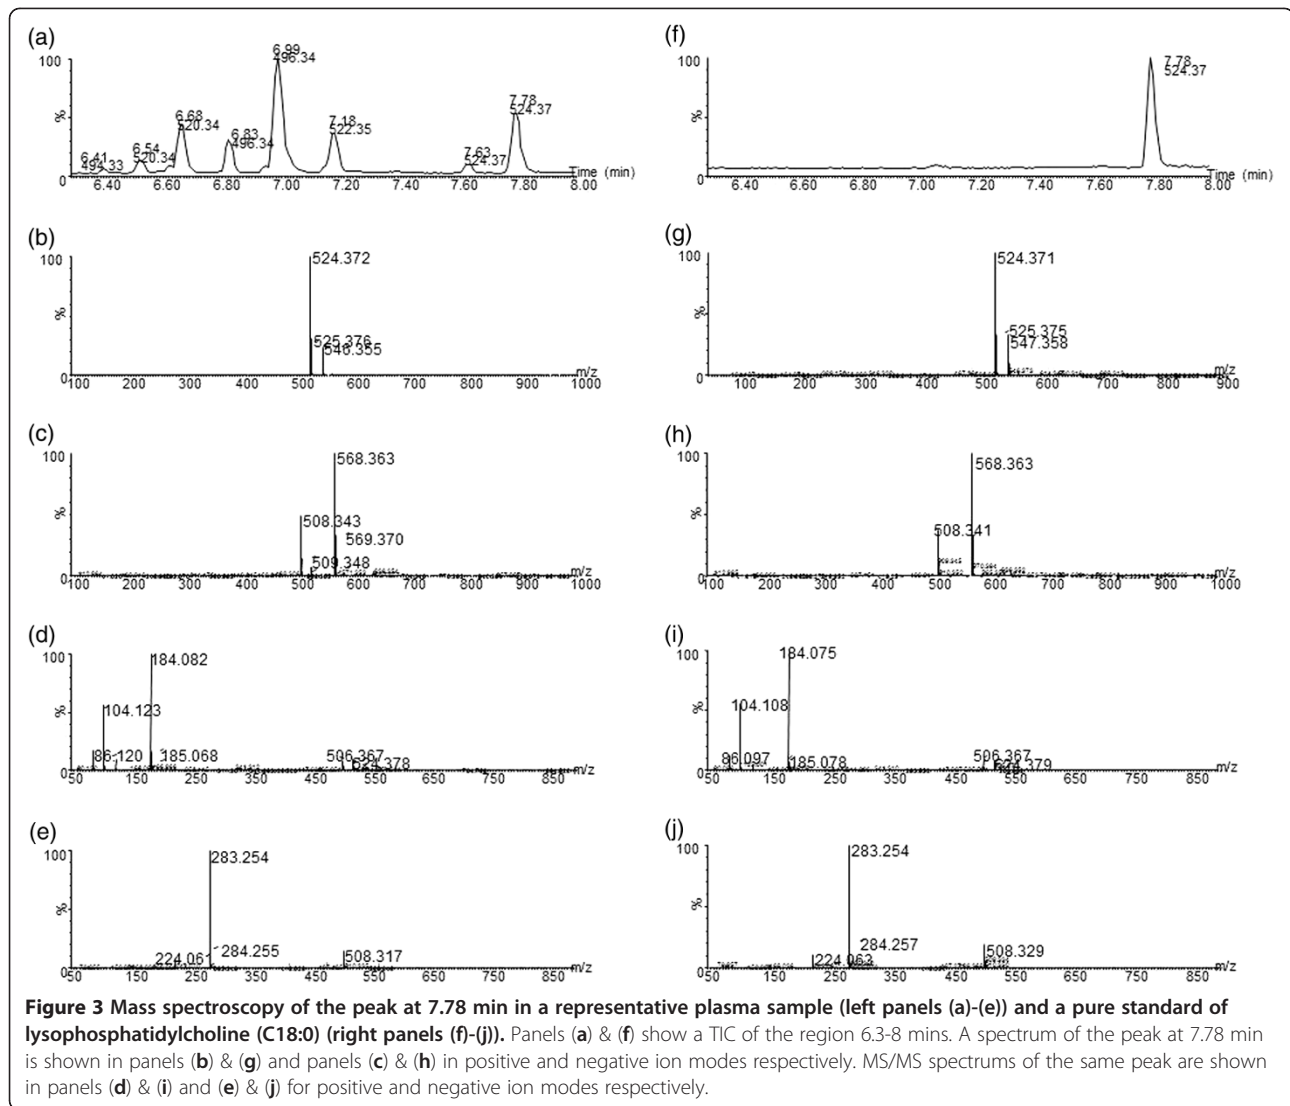 (a)
100
%
0
6.41
494.33
6.54
520.34
6.68
520.34
6.83
496.34
6.99
496.34
7.18
522.35
7.63
524.37
7.78
524.37
6.40 6.60 6.80 7.00 7.20 7.40 7.60 7.80 8.00
Time (min)
(f)
100
%
0
7.78
524.37
6.40 6.60 6.80 7.00 7.20 7.40 7.60 7.80 8.00
Time (min)
(b)
100
%
0
524.372
525.376
546.355
100 200 300 400 500 600 700 800 900 1000
m/z
(g)
100
%
0
524.371
525.375
547.358
100 200 300 400 500 600 700 800 900
m/z
(c)
100
%
0
568.363
508.343
569.370
509.348
100 200 300 400 500 600 700 800 900 1000
m/z
(h)
100
%
0
568.363
508.341
100 200 300 400 500 600 700 800 900 1000
m/z
(d)
100
%
184.082
104.123
86.120
185.068
506.367
524.378
50 150 250 350 450 550 650 750 850
m/z
(i)
100
%
184.075
104.108
86.097
185.078
506.367
524.379
50 150 250 350 450 550 650 750 850
m/z
(e)
100
%
283.254
284.255
224.061
508.317
50 150 250 350 450 550 650 750 850
m/z
(j)
100
%
283.254
284.257
224.063
508.329
50 150 250 350 450 550 650 750 850
m/z
Figure 3 Mass spectroscopy of the peak at 7.78 min in a representative plasma sample (left panels (a)-(e)) and a pure standard of
lysophosphatidylcholine (C18:0) (right panels (f)-(j)). Panels (a) & (f) show a TIC of the region 6.3-8 mins. A spectrum of the peak at 7.78 min
is shown in panels (b) & (g) and panels (c) & (h) in positive and negative ion modes respectively. MS/MS spectrums of the same peak are shown
in panels (d) & (i) and (e) & (j) for positive and negative ion modes respectively.